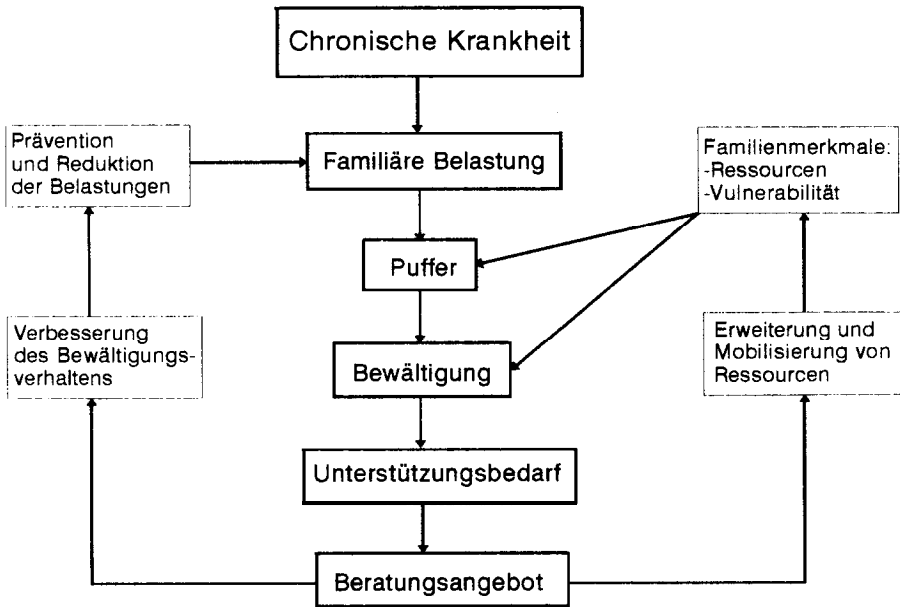 Chronische Krankheit
Prävention
und Reduktion
der Belastungen
Familiäre Belastung
Familienmerkmale:
-Ressourcen
-Vulnerabilität
Puffer
Verbesserung
des Bewältigungs-
verhaltens
Bewältigung
Erweiterung und
Mobilisierung von
Ressourcen
Unterstützungsbedarf
Beratungsangebot